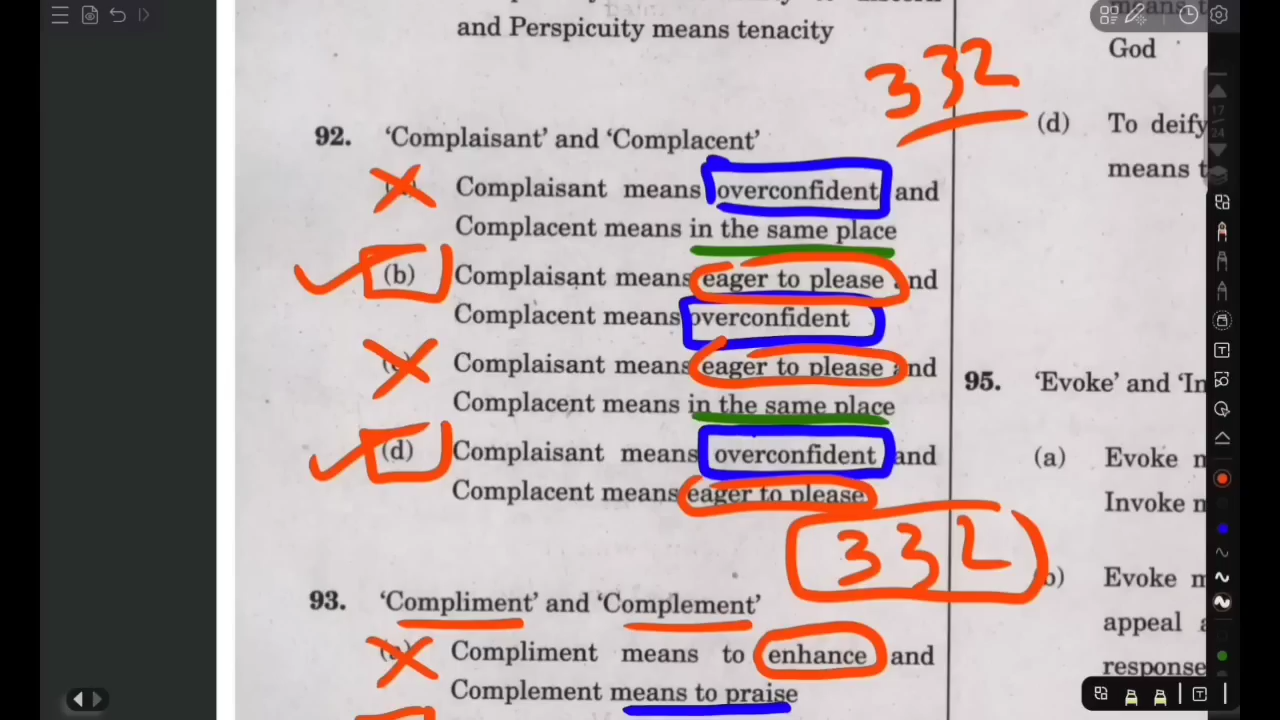 and Perspicuity means tenacity
332
92. 'Complaisant' and 'Complacent'
Complaisant means overconfident and
Complacent means in the same place
(b) Complaisant means eager to please and
Complacent means overconfident
Complaisant means eager to please and
Complacent means in the same place
(d) Complaisant means overconfident and
Complacent means eager to please
332
93. 'Compliment' and 'Complement'
Compliment means to enhance and
Complement means to praise
God
(d) To deify
means t
95. 'Evoke' and 'In
(a) Evoke m
Invoke n
b) Evoke m
appeal a
response
17
24